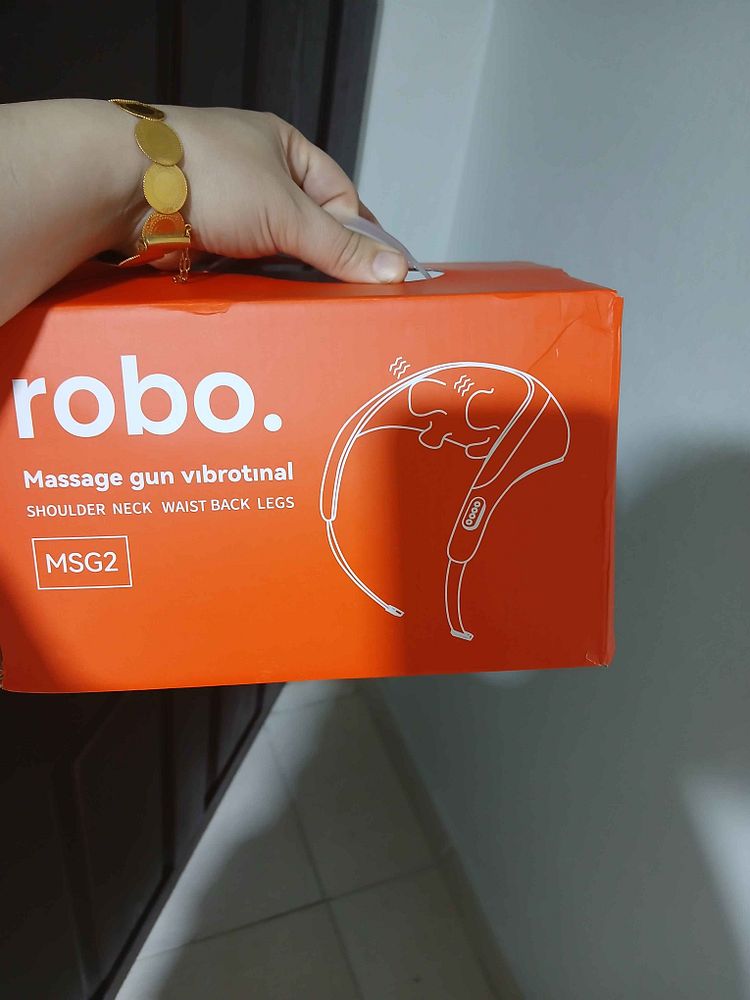 robo.
Massage gun vıbrotınal
SHOULDER NECK WAIST BACK LEGS
MSG2